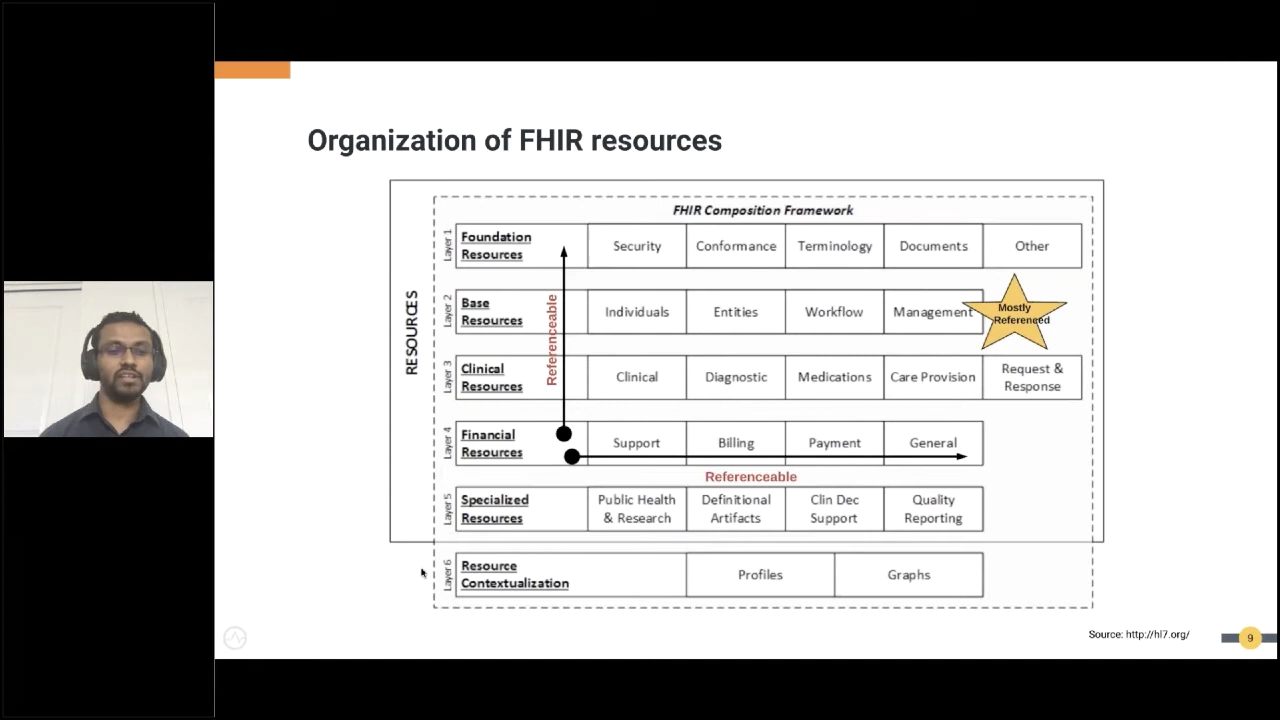 Organization of FHIR resources
FHIR Composition Framework
RESOURCES
Layer 1
Foundation
Resources
Security
Conformance
Terminology
Documents
Other
Layer 2
Base
Resources
Individuals
Entities
Workflow
Management
Mostly
Referenced
Referenceable
Layer 3
Clinical
Resources
Clinical
Diagnostic
Medications
Care Provision
Request &
Response
Layer 4
Financial
Resources
Support
Billing
Payment
General
Referenceable
Layer 5
Specialized
Resources
Public Health
& Research
Definitional
Artifacts
Clin Dec
Support
Quality
Reporting
Layer 6
Resource
Contextualization
Profiles
Graphs
Source: http://hl7.org/
9